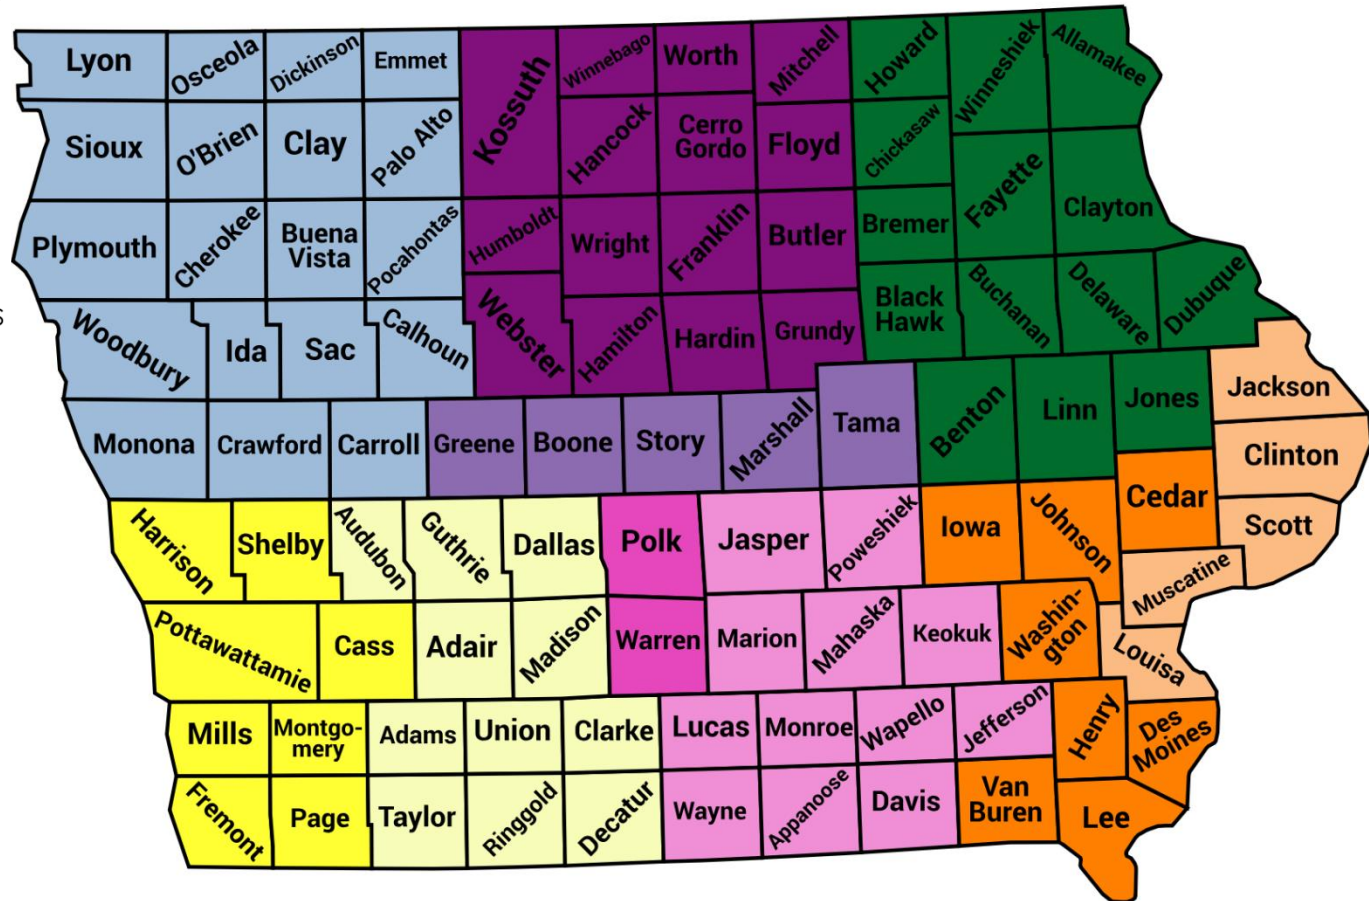 Lyon
Osceola
Dickinson
Emmet
Kossuth
Winnebago
Worth
Mitchell
Howard
Winneshiek
Allamakee
Sioux
O'Brien
Clay
Palo Alto
Hancock
Cerro
Gordo
Floyd
Chickasaw
Fayette
Clayton
Plymouth
Cherokee
Buena
Vista
Pocahontas
Humboldt
Wright
Franklin
Butler
Bremer
s
Woodbury
Ida
Sac
Calhoun
Webster
Hamilton
Hardin
Grundy
Black
Hawk
Buchanan
Delaware
Dubuque
Monona
Crawford
Carroll
Greene
Boone
Story
Marshall
Tama
Benton
Linn
Jones
Jackson
Clinton
Harrison
Shelby
Audubon
Guthrie
Dallas
Polk
Jasper
Poweshiek
Iowa
Johnson
Cedar
Scott
Muscatine
Pottawattamie
Cass
Adair
Madison
Warren
Marion
Mahaska
Keokuk
Washin-
gton
Louisa
Mills
Montgo-
mery
Adams
Union
Clarke
Lucas
Monroe
Wapello
Jefferson
Henry
Des
Moines
Fremont
Page
Taylor
Ringgold
Decatur
Wayne
Appanoose
Davis
Van
Buren
Lee